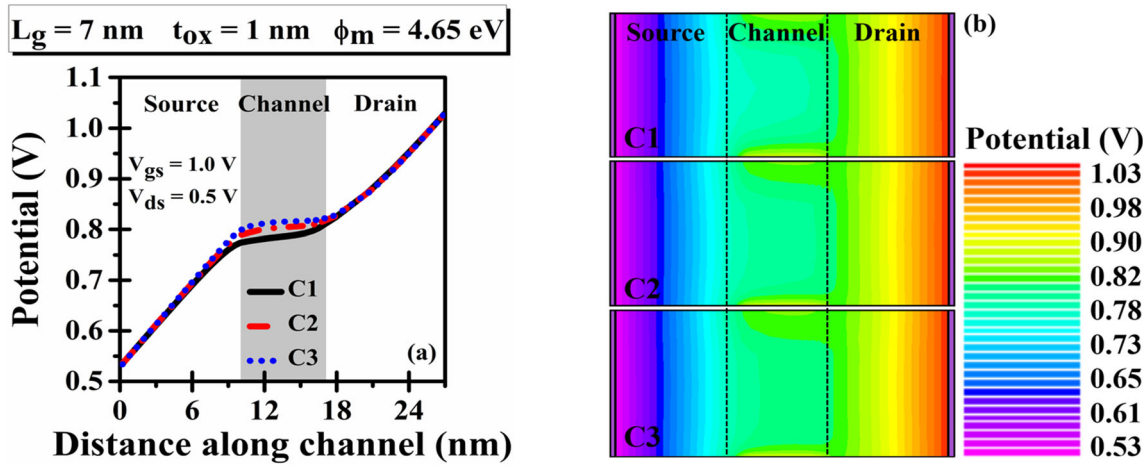 Lg = 7 nm tox = 1 nm ϕm = 4.65 eV
1.1
1.0
0.9
0.8
0.7
0.6
0.5
Potential (V)
Source Channel Drain
Vgs = 1.0 V
Vds = 0.5 V
C1
C2
C3
(a)
0 6 12 18 24
Distance along channel (nm)
(b)
Source Channel Drain
C1
C2
C3
Potential (V)
1.03
0.98
0.90
0.82
0.78
0.73
0.65
0.61
0.53